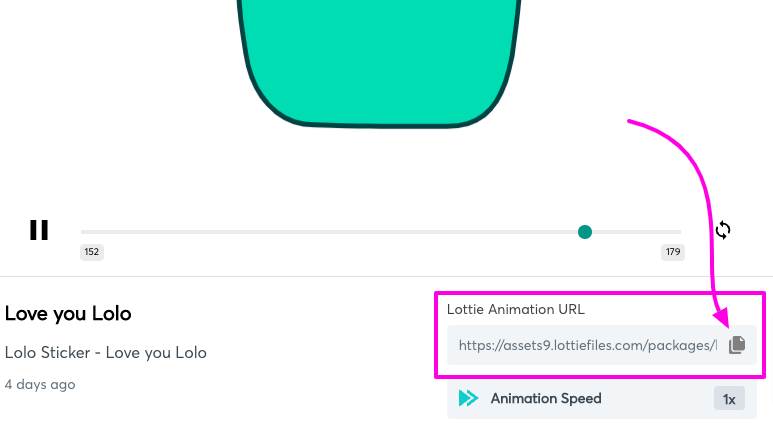 152
179
Love you Lolo
Lolo Sticker - Love you Lolo
4 days ago
Lottie Animation URL
https://assets9.lottiefiles.com/packages/
Animation Speed
1x